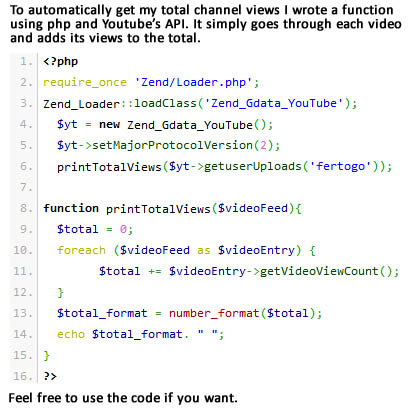 To automatically get my total channel views I wrote a function
using php and Youtube's API. It simply goes through each video
and adds its views to the total.
1. <?php
2. require_once 'Zend/Loader.php';
3. Zend_Loader::loadClass('Zend_Gdata_YouTube');
4. $yt = new Zend_Gdata_YouTube();
5. $yt->setMajorProtocolVersion(2);
6. printTotalViews($yt->getuserUploads('fertogo'));
7.
8. function printTotalViews($videoFeed){
9. $total = 0;
10. foreach ($videoFeed as $videoEntry) {
11. $total += $videoEntry->getVideoViewCount();
12. }
13. $total_format = number_format($total);
14. echo $total_format. " ";
15. }
16. ?>
Feel free to use the code if you want.